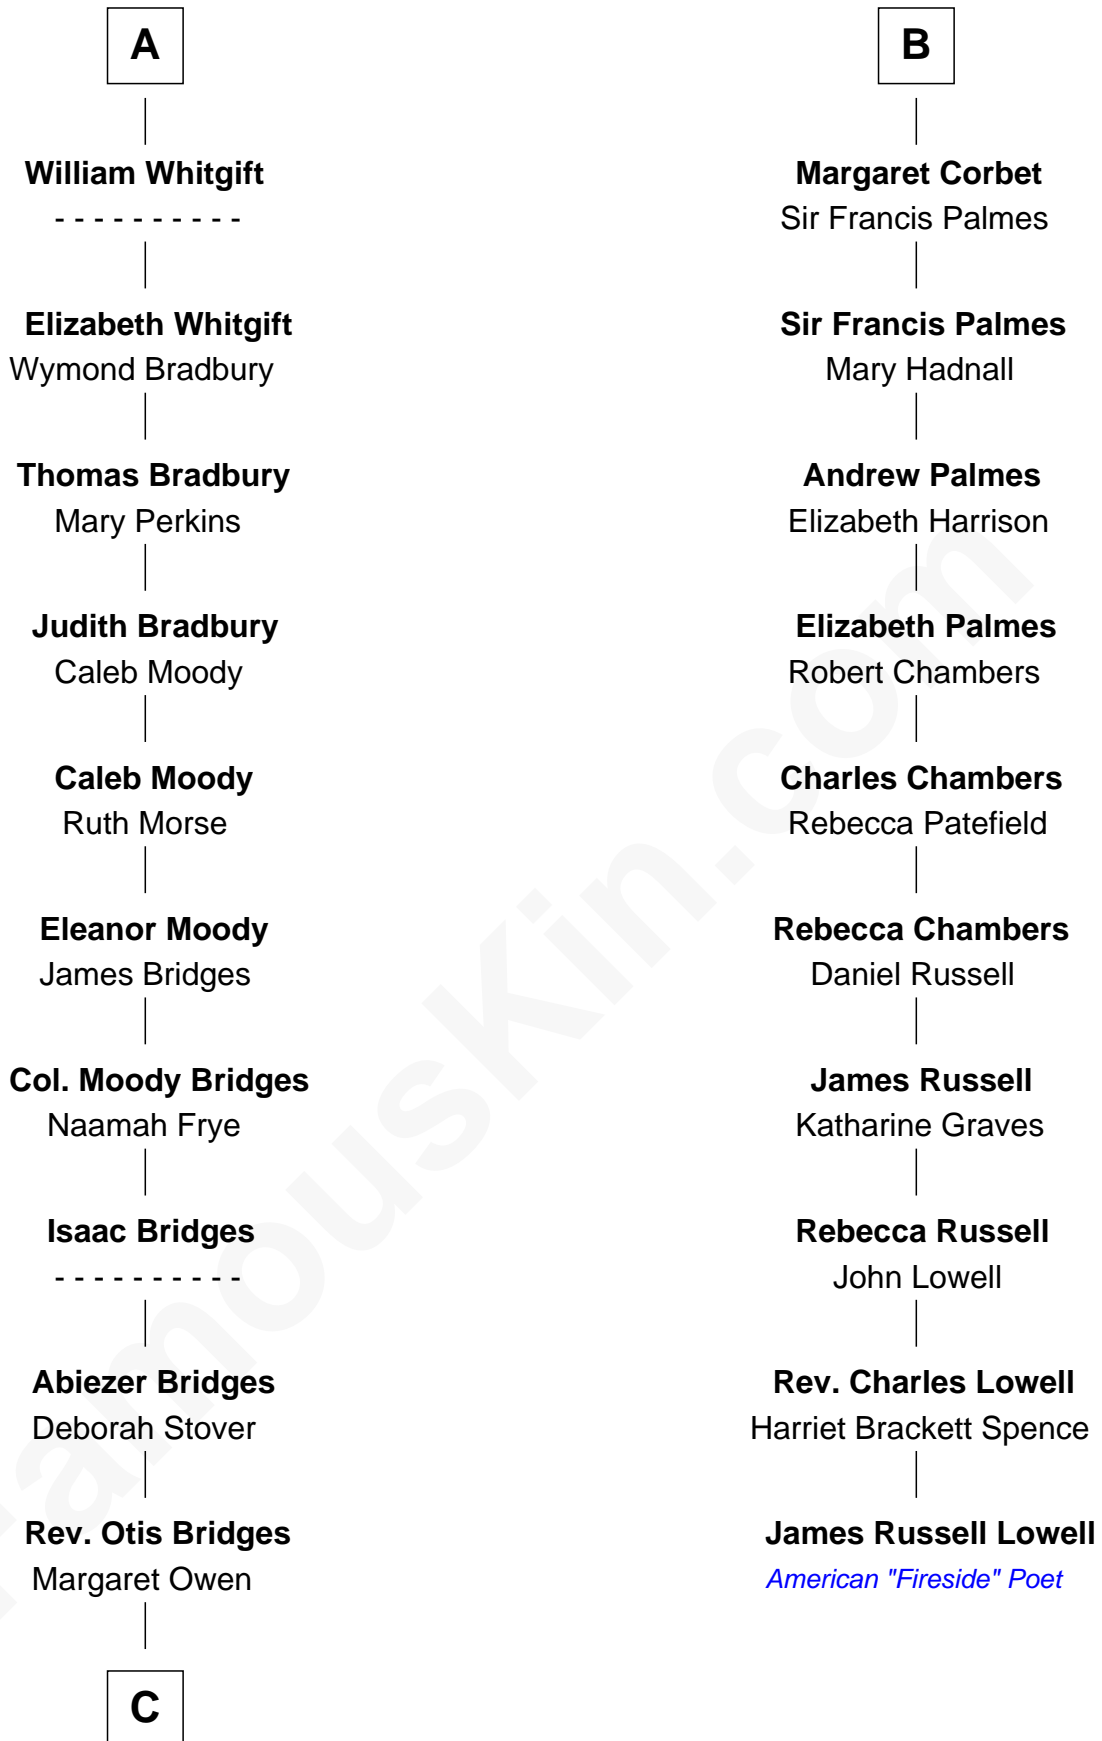 A
William Whitgift
- - - - - - - - - -
Elizabeth Whitgift
Wymond Bradbury
Thomas Bradbury
Mary Perkins
Judith Bradbury
Caleb Moody
Caleb Moody
Ruth Morse
Eleanor Moody
James Bridges
Col. Moody Bridges
Naamah Frye
Isaac Bridges
- - - - - - - - - -
Abiezer Bridges
Deborah Stover
Rev. Otis Bridges
Margaret Owen
C
B
Margaret Corbet
Sir Francis Palmes
Sir Francis Palmes
Mary Hadnall
Andrew Palmes
Elizabeth Harrison
Elizabeth Palmes
Robert Chambers
Charles Chambers
Rebecca Patefield
Rebecca Chambers
Daniel Russell
James Russell
Katharine Graves
Rebecca Russell
John Lowell
Rev. Charles Lowell
Harriet Brackett Spence
James Russell Lowell
American "Fireside" Poet
FamousKin.com